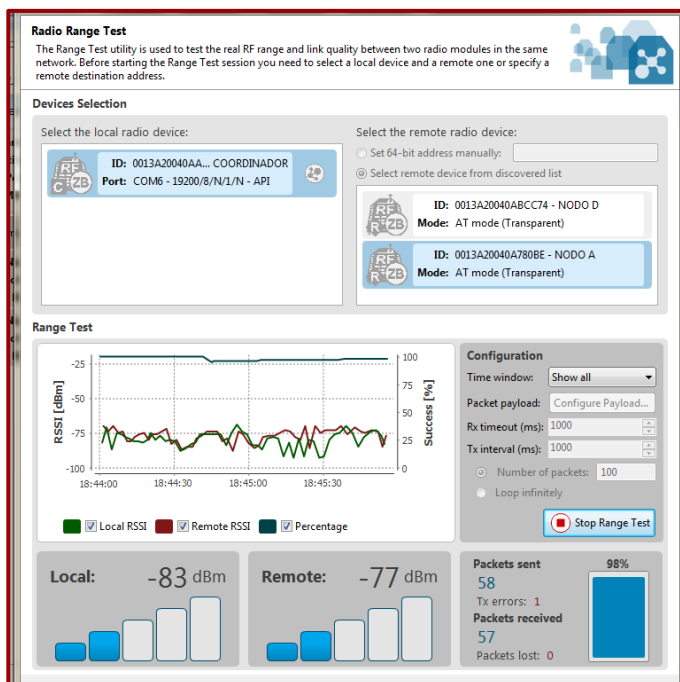 Radio Range Test
The Range Test utility is used to test the real RF range and link quality between two radio modules in the same
network. Before starting the Range Test session you need to select a local device and a remote one or specify a
remote destination address.
Devices Selection
Select the local radio device:
RF
C ZB
ID: 0013A20040AA... COORDINADOR
Port: COM6 - 19200/8/N/1/N - API
Select the remote radio device:
Set 64-bit address manually:
Select remote device from discovered list
RF
R ZB
ID: 0013A20040ABCC74 - NODO D
Mode: AT mode (Transparent)
RF
R ZB
ID: 0013A20040A780BE - NODO A
Mode: AT mode (Transparent)
Range Test
RSSI [dBm]
-25
-50
-75
-100
18:44:00 18:44:30 18:45:00 18:45:30
100
75
50
25
0
Success [%]
Local RSSI Remote RSSI Percentage
Configuration
Time window: Show all
Packet payload: Configure Payload...
Rx timeout (ms): 1000
Tx interval (ms): 1000
Number of packets: 100
Loop infinitely
Stop Range Test
Local: -83 dBm
Remote: -77 dBm
Packets sent
58
Tx errors: 1
Packets received
57
Packets lost: 0
98%